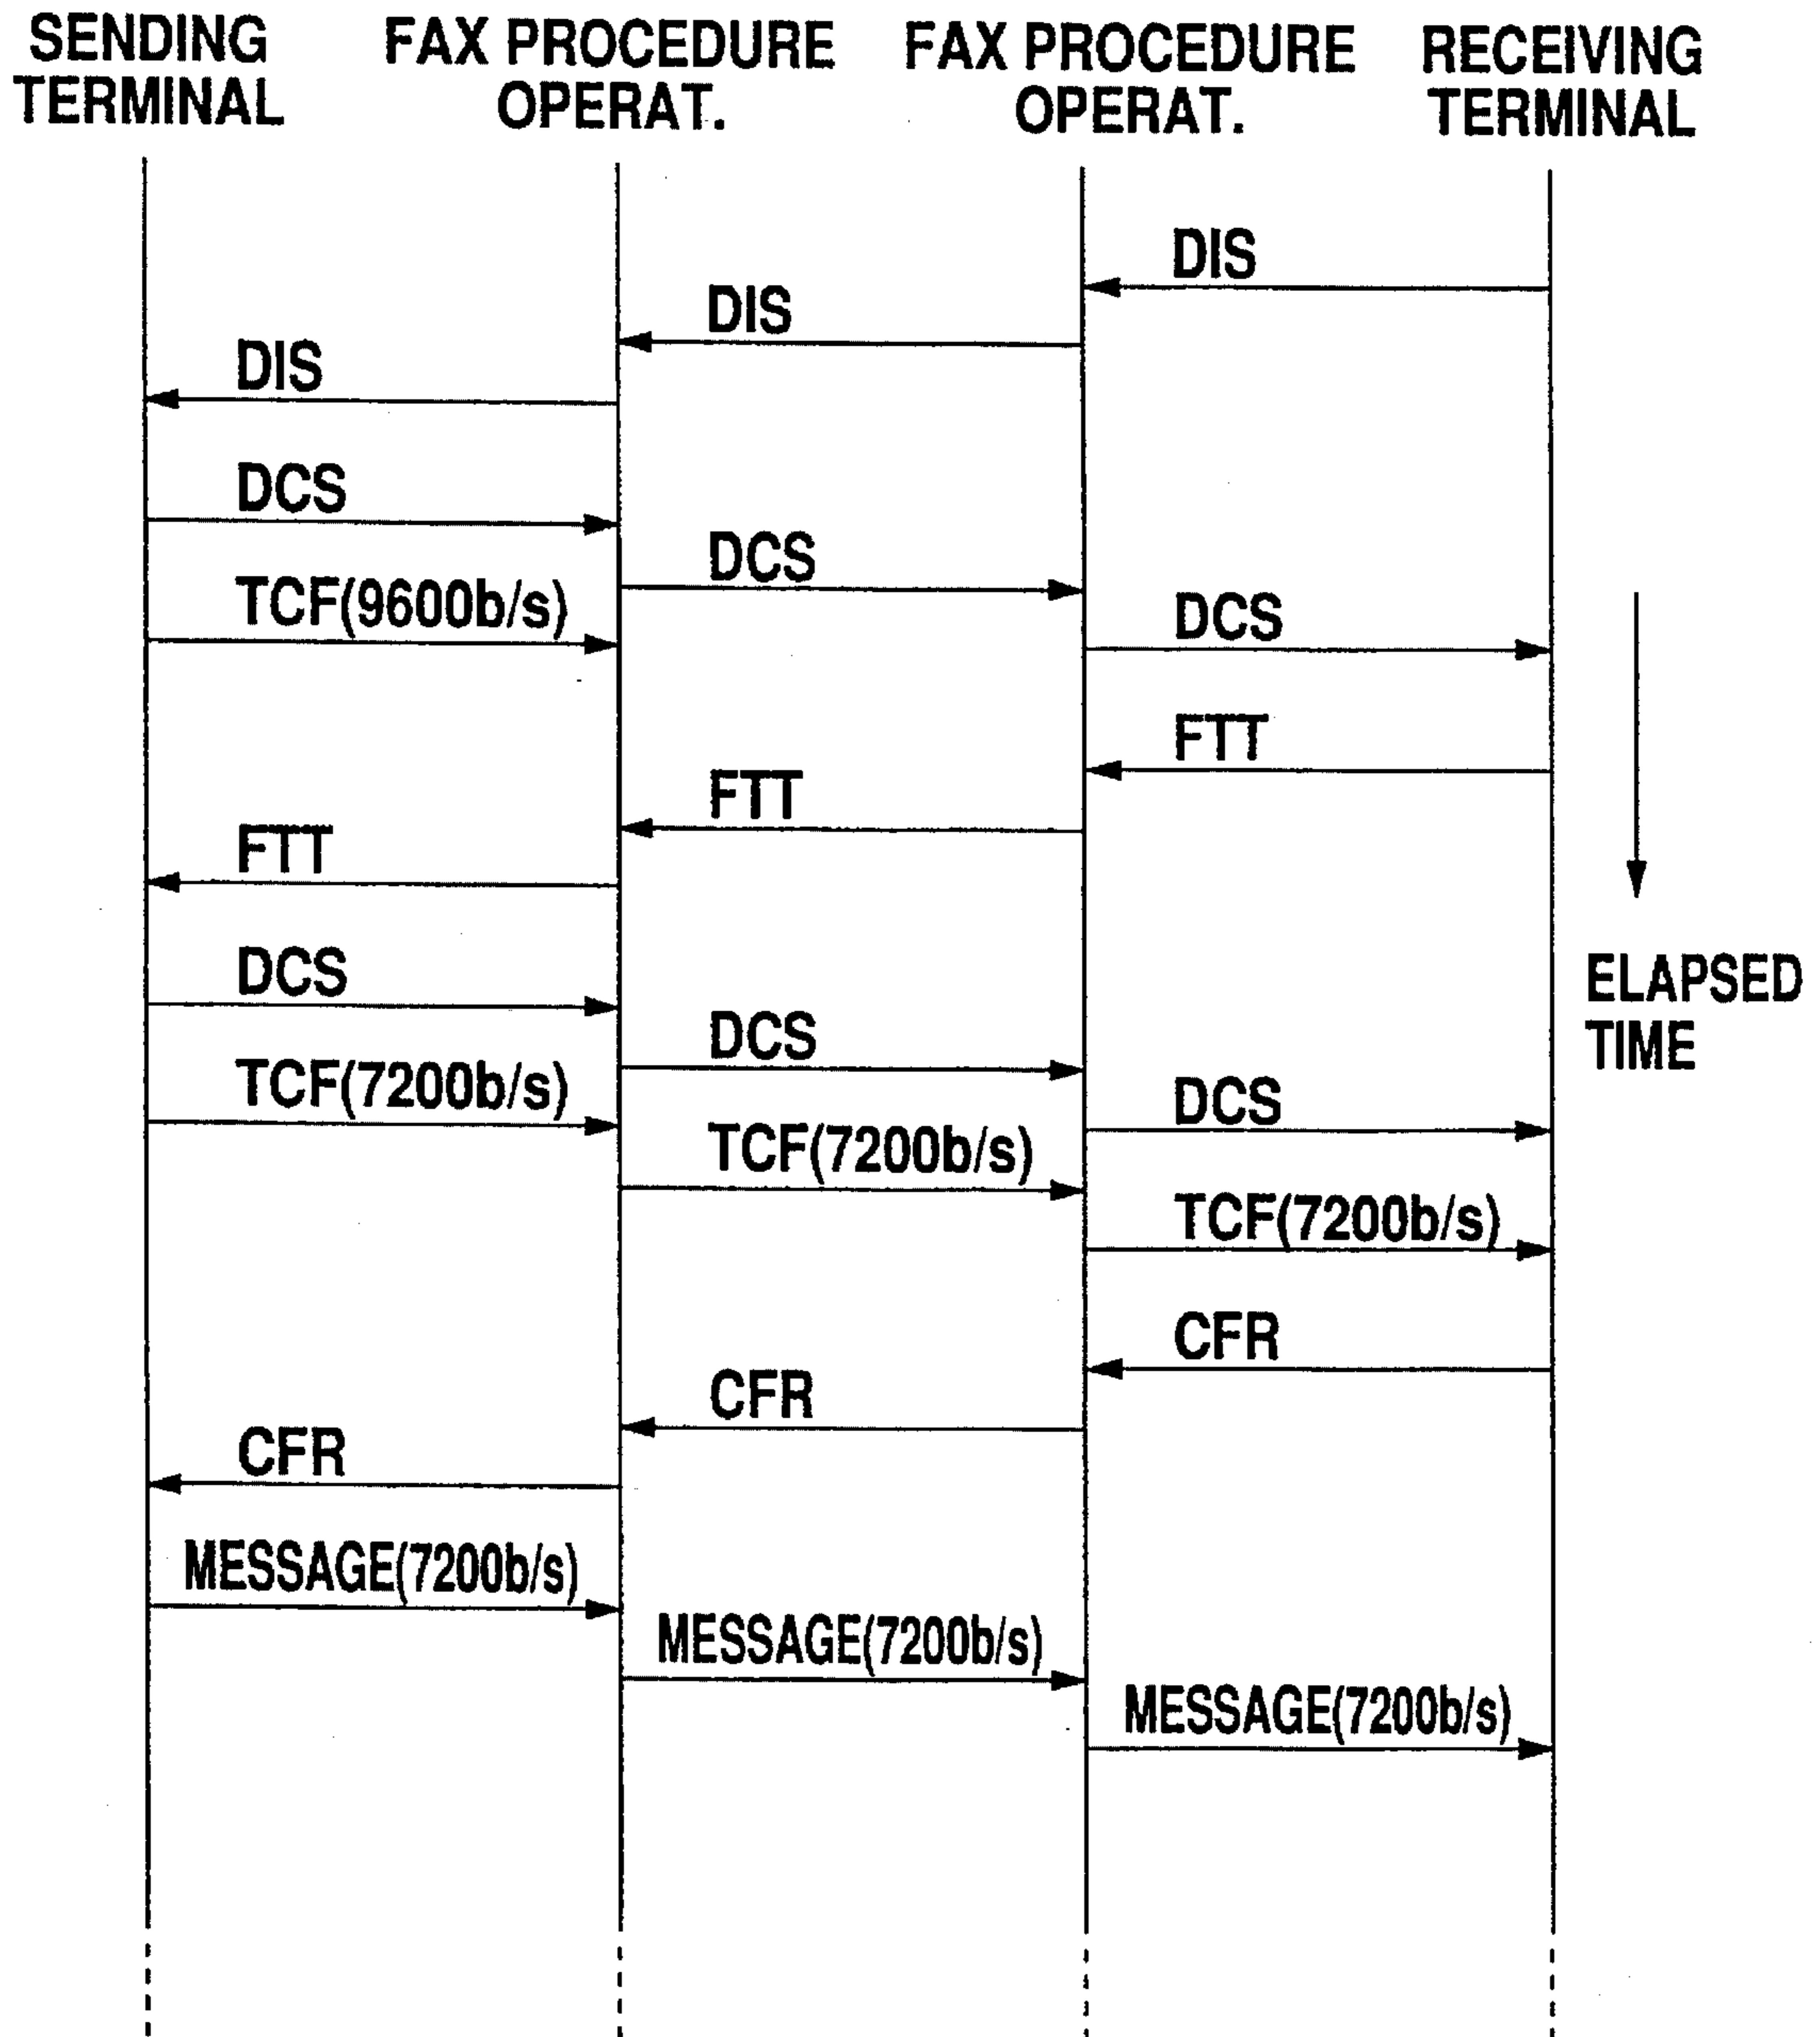 SENDING
TERMINAL
FAX PROCEDURE
OPERAT.
FAX PROCEDURE
OPERAT.
RECEIVING
TERMINAL
DIS
DIS
DIS
DCS
DCS
TCF(9600b/s)
DCS
FTT
FTT
FTT
DCS
ELAPSED
TIME
DCS
TCF(7200b/s)
DCS
TCF(7200b/s)
TCF(7200b/s)
CFR
CFR
CFR
MESSAGE(7200b/s)
MESSAGE(7200b/s)
MESSAGE(7200b/s)